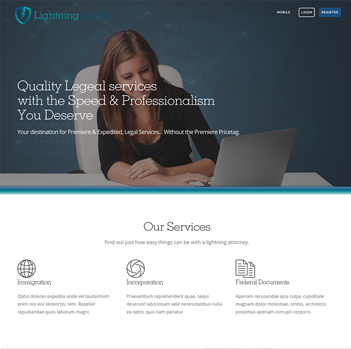 Lightning
MOBILE LOGIN REGISTER
Quality Legeal services
with the Speed & Professionalism
You Deserve
Your destination for Premiere & Expedited, Legal Services... Without the Premiere Pricetag.
Our Services
Find out just how easy things can be with a lightning attorney.
Immigration
Optio dolores expedita unde vel laudantium
enim nisi eos distinctio, rem. Repellat
repudiandae quos laborum magni.
Incorporation
Praesentium reprehenderit quae, sequi
deserunt laboriosam velit necessitatibus nulla
ea optio, quis nam pariatur.
Federal Documents
Aperiam recusandae ipsa culpa, cupiditate
magnam dolor molestiae, omnis, architecto
possimus aperiam corrupti corporis.